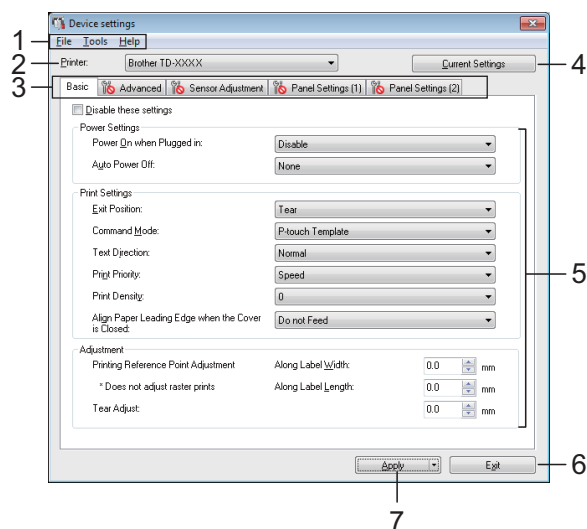 Device settings
1
File Tools Help
2
Printer: Brother TD-XXXX Current Settings
4
3
Basic Advanced Sensor Adjustment Panel Settings (1) Panel Settings (2)
Disable these settings
Power Settings
Power On when Plugged in: Disable
Auto Power Off: None
Print Settings
Exit Position: Tear
Command Mode: P-touch Template
Text Direction: Normal
5
Print Priority: Speed
Print Density: 0
Align Paper Leading Edge when the Cover
is Closed: Do not Feed
Adjustment
Printing Reference Point Adjustment Along Label Width: 0.0 mm
* Does not adjust raster prints Along Label Length: 0.0 mm
Tear Adjust: 0.0 mm
Apply Exit
6
7